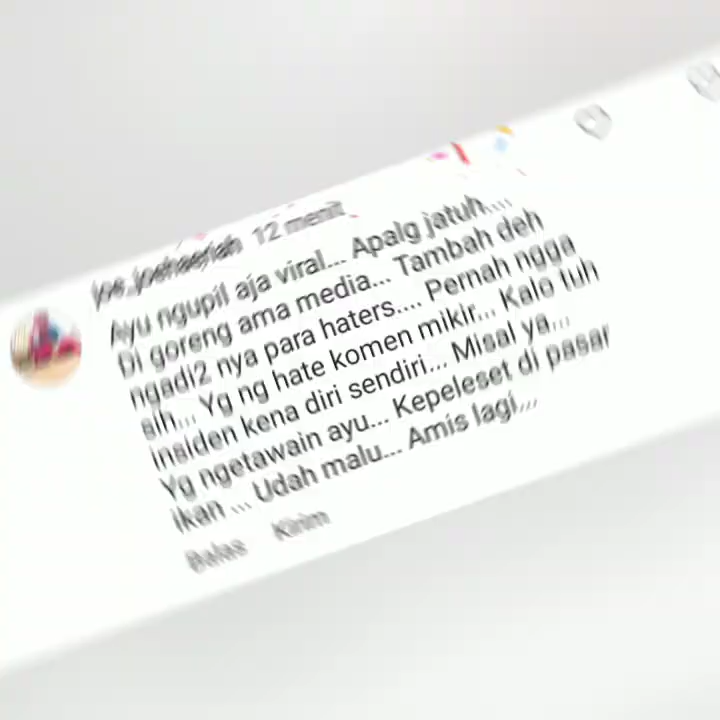 12 menit
Ayu ngupil aja viral... Apalg jatuh...
Di goreng ama media... Tambah deh
ngadi2 nya para haters.... Pernah ngga
sih... Yg ng hate komen mikir... Kalo tuh
insiden kena diri sendiri... Misal ya...
Yg ngetawain ayu... Kepeleset di pasar
ikan ... Udah malu... Amis lagi...
Balas Kirim